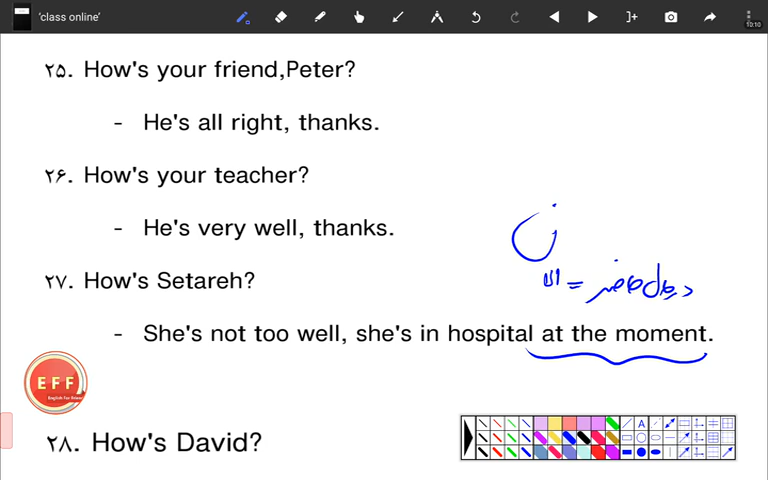 'class online'
10:10
۲۵. How's your friend,Peter?
- He's all right, thanks.
۲۶. How's your teacher?
- He's very well, thanks.
۲۷. How's Setareh?
در حال حاضر = الان
- She's not too well, she's in hospital at the moment.
EFF
۲۸. How's David?